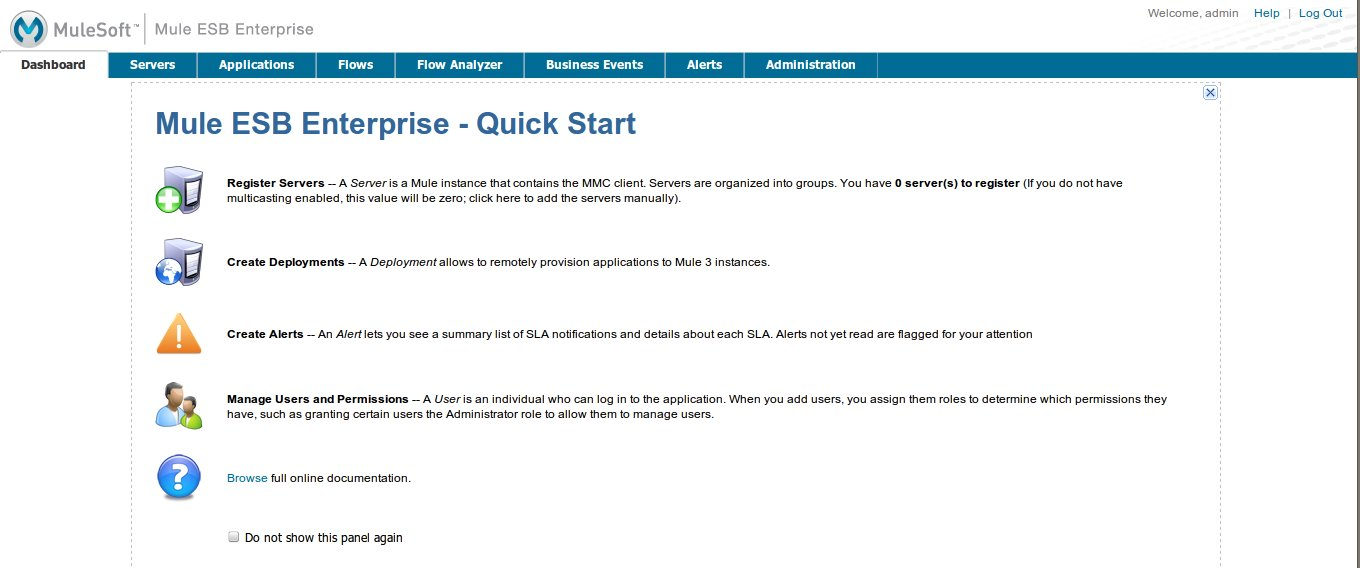 MuleSoft™ Mule ESB Enterprise
Welcome, admin Help | Log Out
Dashboard Servers Applications Flows Flow Analyzer Business Events Alerts Administration
Mule ESB Enterprise - Quick Start
Register Servers -- A Server is a Mule instance that contains the MMC client. Servers are organized into groups. You have 0 server(s) to register (If you do not have
multicasting enabled, this value will be zero; click here to add the servers manually).
Create Deployments -- A Deployment allows to remotely provision applications to Mule 3 instances.
Create Alerts -- An Alert lets you see a summary list of SLA notifications and details about each SLA. Alerts not yet read are flagged for your attention
Manage Users and Permissions -- A User is an individual who can log in to the application. When you add users, you assign them roles to determine which permissions they
have, such as granting certain users the Administrator role to allow them to manage users.
Browse full online documentation.
Do not show this panel again